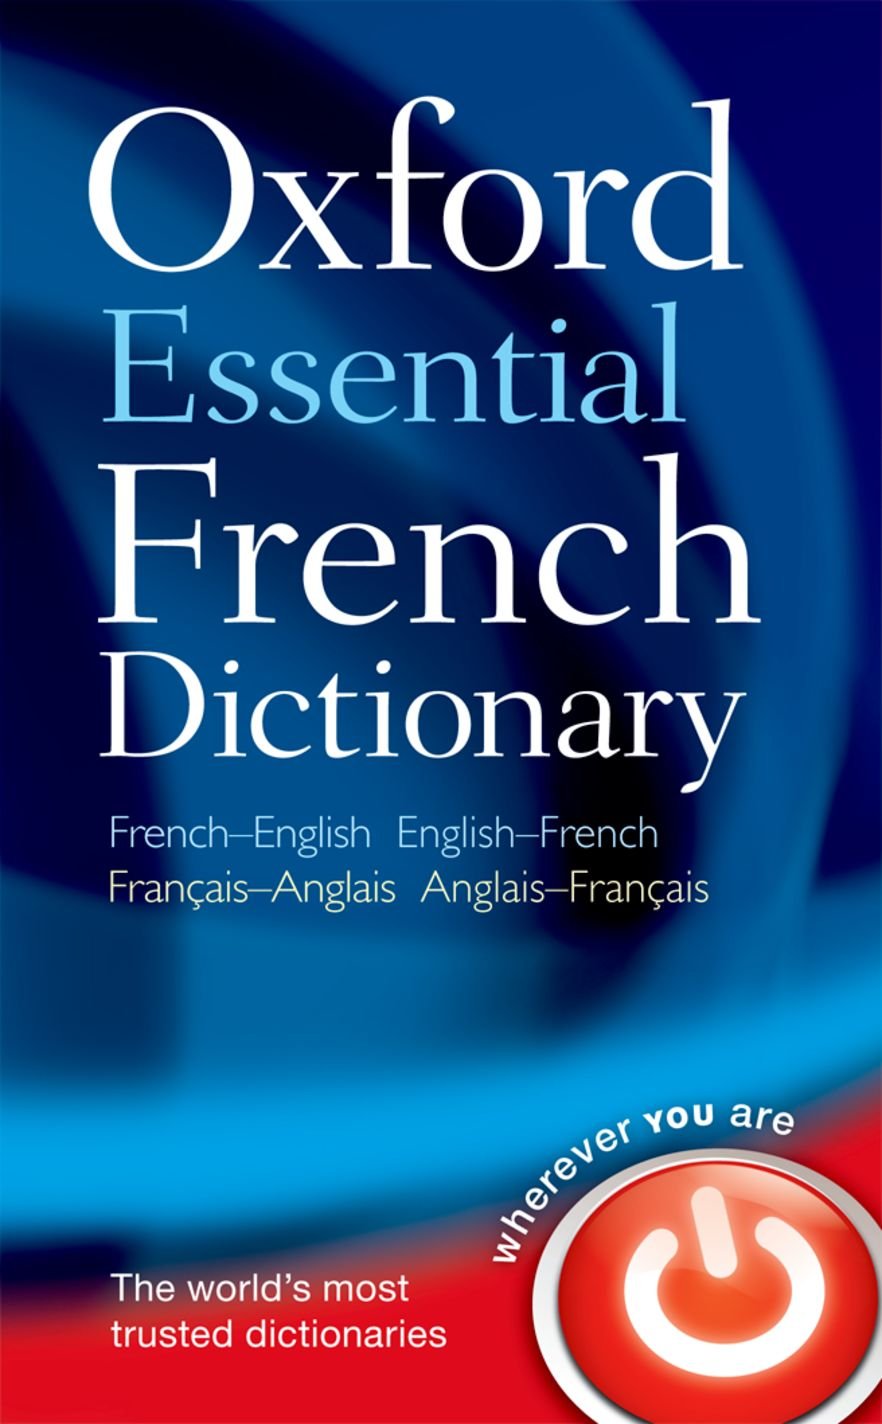 Oxford
Essential
French
Dictionary
French–English English–French
Français–Anglais Anglais–Français
wherever YOU are
The world's most
trusted dictionaries